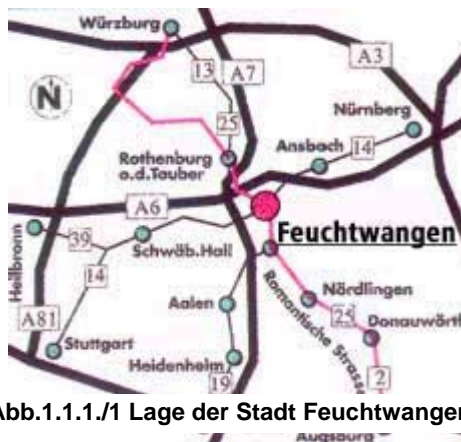 Würzburg
A3
13
A7
N
Nürnberg
25
Ansbach
14
Rothenburg
o.d.Tauber
A6
Feuchtwangen
39
Schwäb.Hall
Heilbronn
14
Nördlingen
Aalen
Romantische Strasse
25
Donauwörth
A81
Stuttgart
Heidenheim
2
19
Abb.1.1.1./1 Lage der Stadt Feuchtwangen
Augsburg